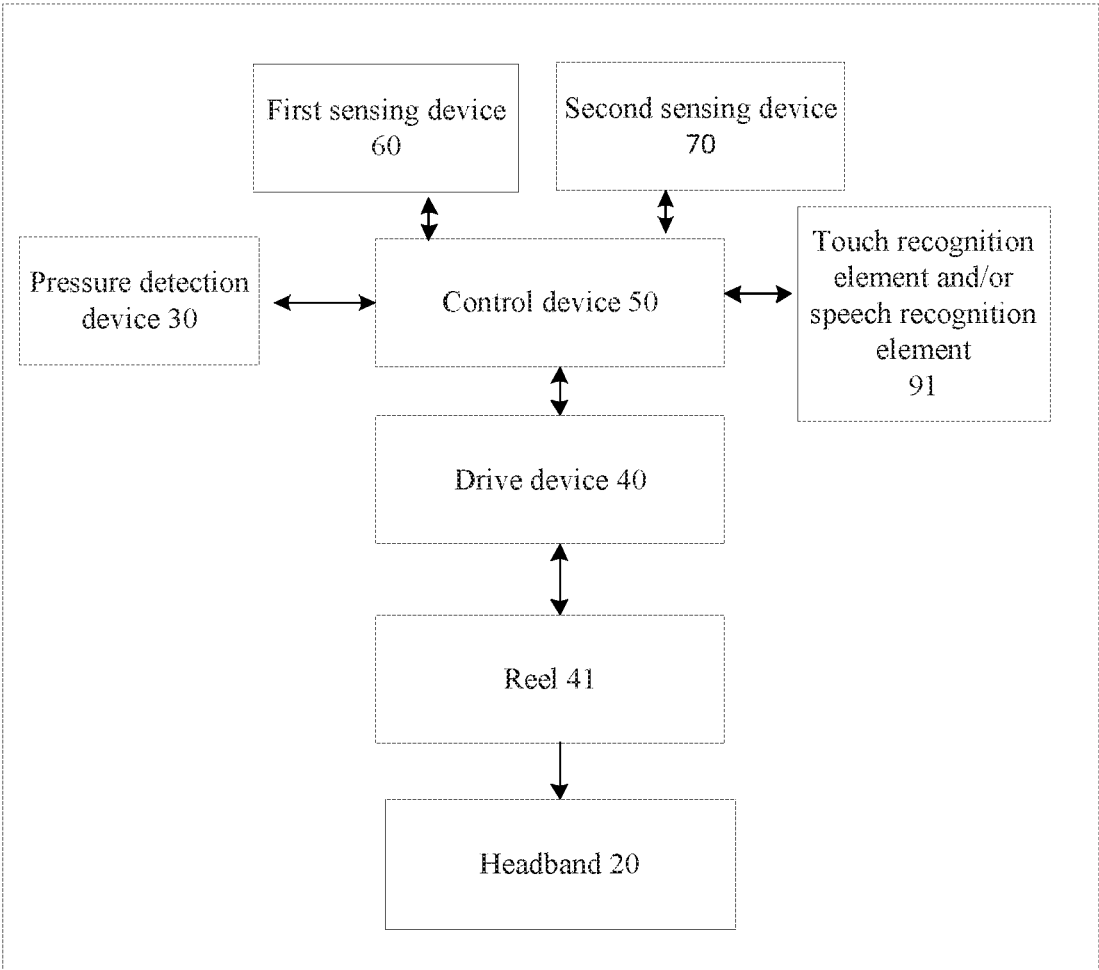 First sensing device
60
Second sensing device
70
Pressure detection
device 30
Control device 50
Touch recognition
element and/or
speech recognition
element
91
Drive device 40
Reel 41
Headband 20